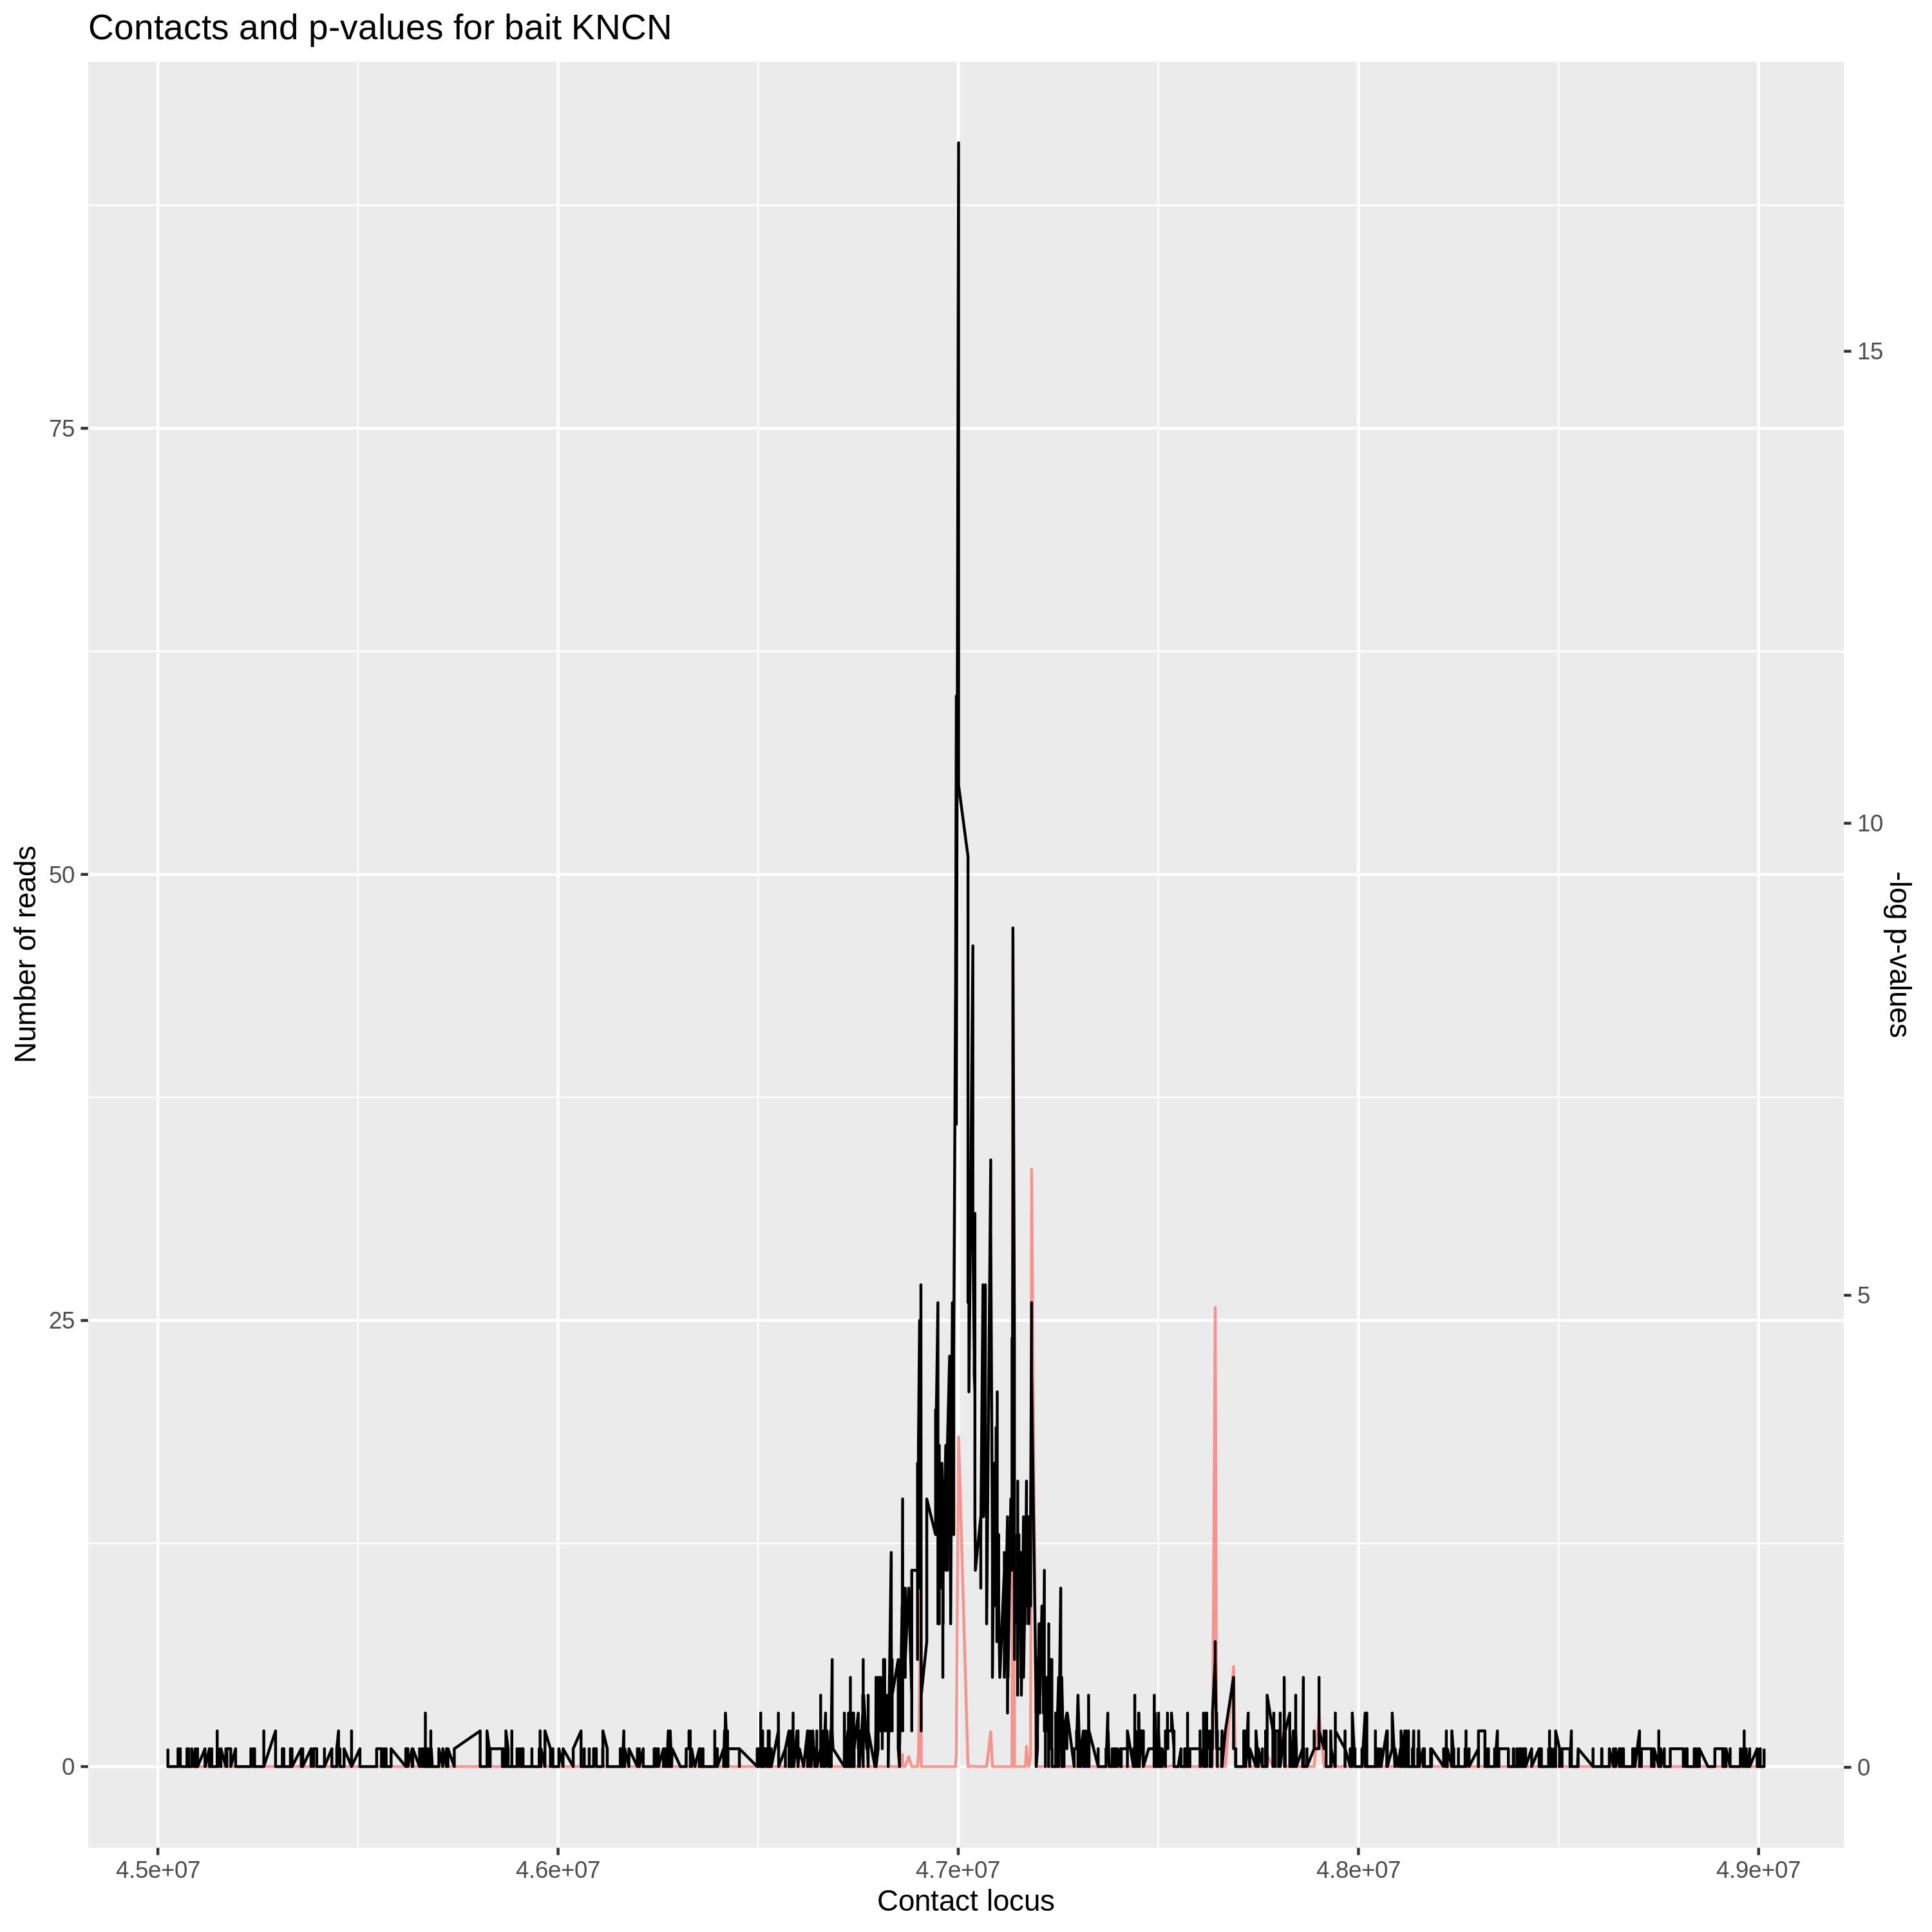 Contacts and p-values for bait KNCN
75
50
25
0
15
10
5
0
Number of reads
-log p-values
4.5e+07
4.6e+07
4.7e+07
4.8e+07
4.9e+07
Contact locus